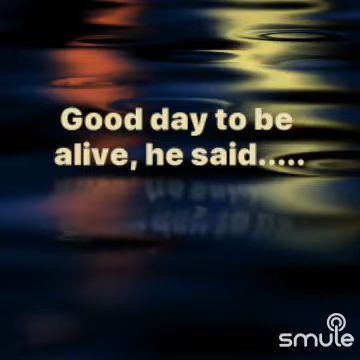 Good day to be
alive, he said.....
smule